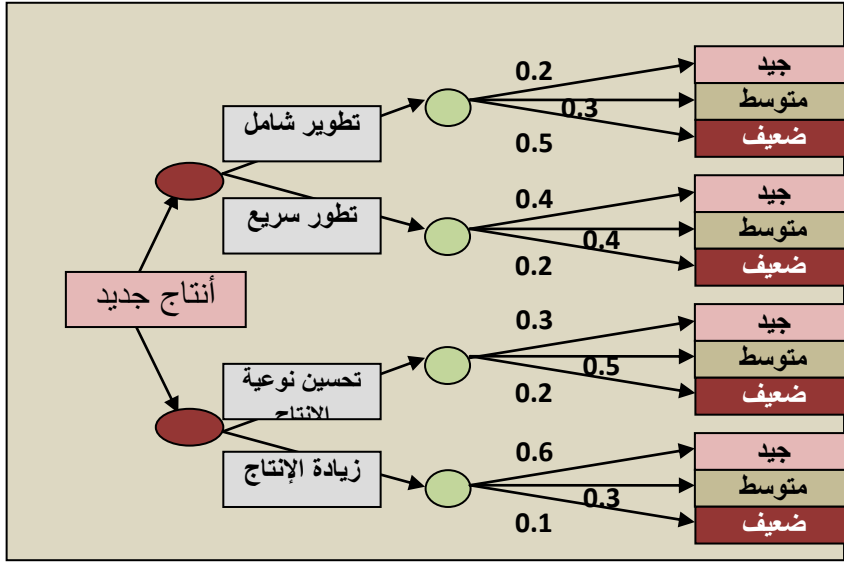 0.2
جيد
تطوير شامل
0.3
متوسط
0.5
ضعيف
0.4
جيد
تطور سريع
0.4
متوسط
0.2
ضعيف
أنتاج جديد
0.3
جيد
تحسين نوعية
الانتاج
0.5
متوسط
0.2
ضعيف
0.6
جيد
زيادة الإنتاج
0.3
متوسط
0.1
ضعيف